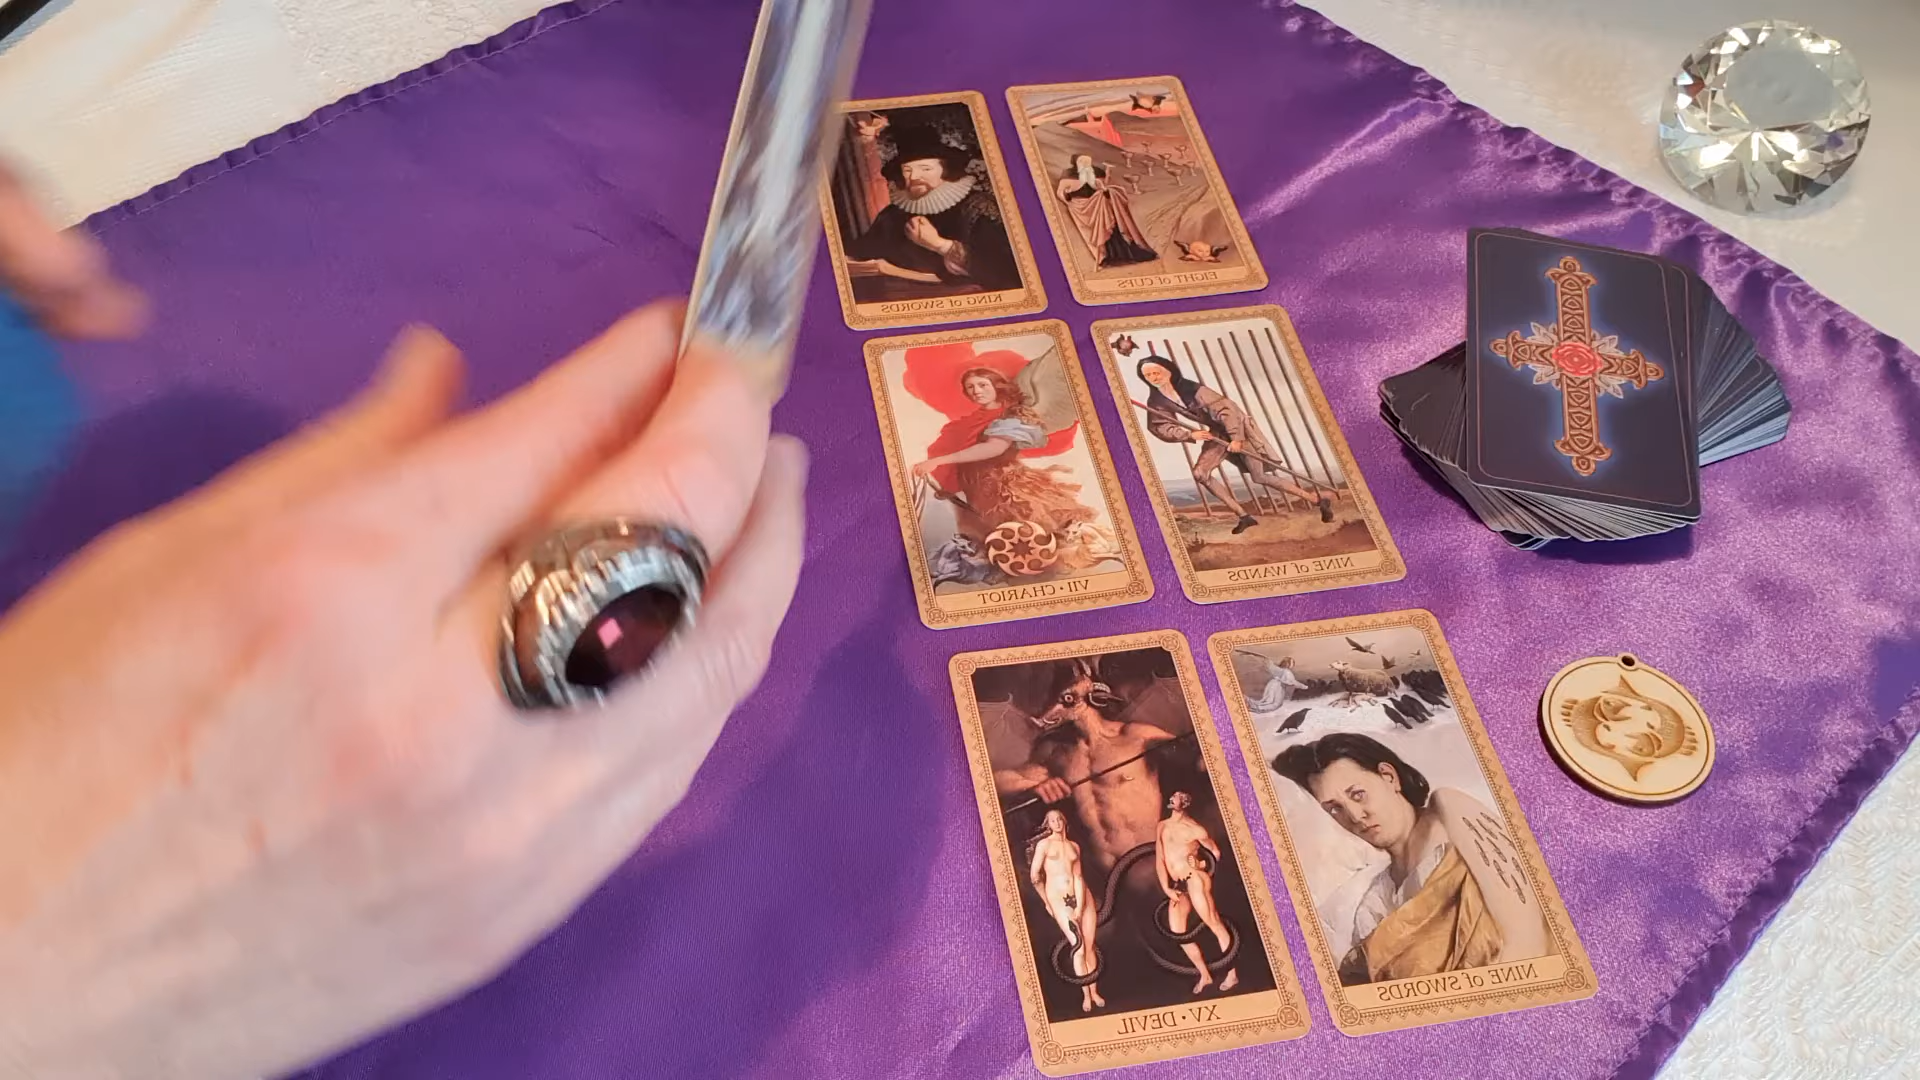 KING of SWORDS
EIGHT of CUPS
VII · CHARIOT
NINE of WANDS
XV · DEVIL
NINE of SWORDS